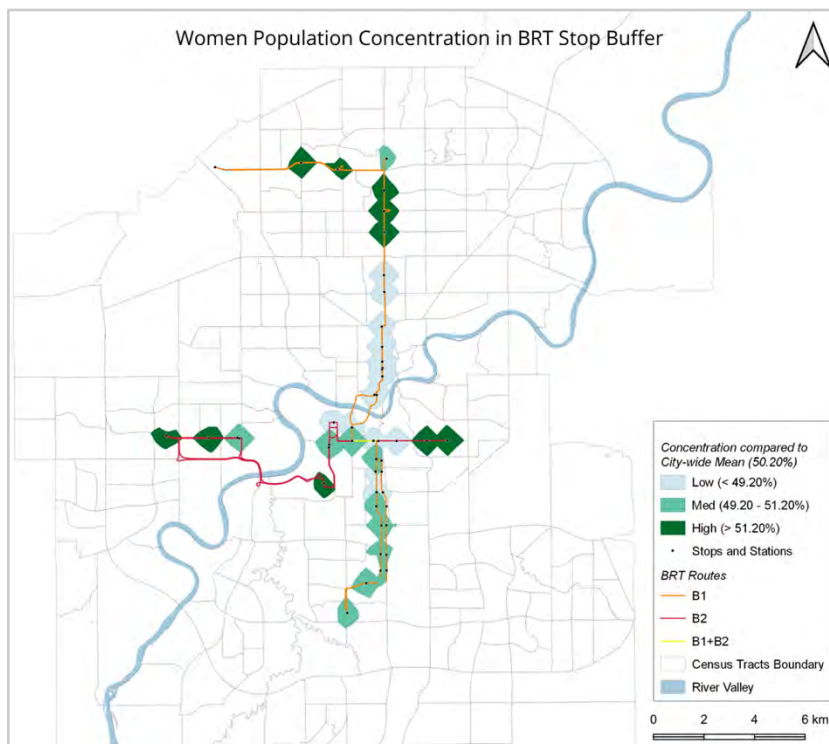 Women Population Concentration in BRT Stop Buffer
Concentration compared to
City-wide Mean (50.20%)
Low (< 49.20%)
Med (49.20 - 51.20%)
High (> 51.20%)
Stops and Stations
BRT Routes
B1
B2
B1+B2
Census Tracts Boundary
River Valley
0 2 4 6 km